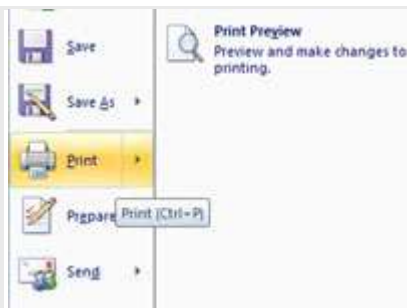 Save
Print Preview
Preview and make changes to
printing.
Save As
Print
Prepare
Print (Ctrl+P)
Send